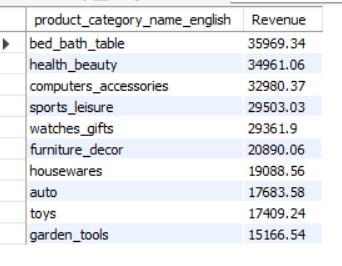 product_category_name_english Revenue
bed_bath_table 35969.34
health_beauty 34961.06
computers_accessories 32980.37
sports_leisure 29503.03
watches_gifts 29361.9
furniture_decor 20890.06
housewares 19088.56
auto 17683.58
toys 17409.24
garden_tools 15166.54